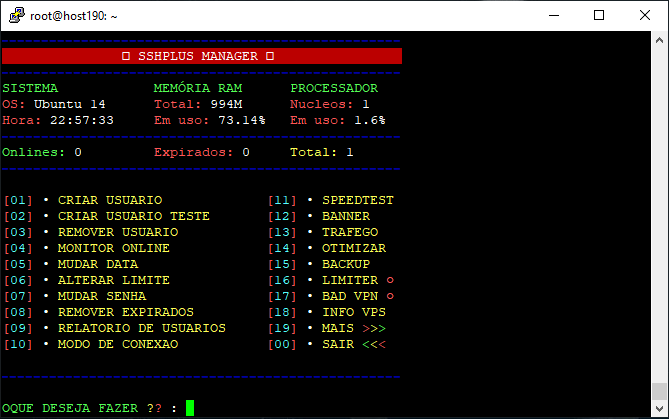 root@host190: ~
SSHPLUS MANAGER
SISTEMA MEMÓRIA RAM PROCESSADOR
OS: Ubuntu 14 Total: 994M Nucleos: 1
Hora: 22:57:33 Em uso: 73.14% Em uso: 1.6%
Onlines: 0 Expirados: 0 Total: 1
[01] • CRIAR USUARIO [11] • SPEEDTEST
[02] • CRIAR USUARIO TESTE [12] • BANNER
[03] • REMOVER USUARIO [13] • TRAFEGO
[04] • MONITOR ONLINE [14] • OTIMIZAR
[05] • MUDAR DATA [15] • BACKUP
[06] • ALTERAR LIMITE [16] • LIMITER ○
[07] • MUDAR SENHA [17] • BAD VPN ○
[08] • REMOVER EXPIRADOS [18] • INFO VPS
[09] • RELATORIO DE USUARIOS [19] • MAIS >>>
[10] • MODO DE CONEXAO [00] • SAIR <<<
OQUE DESEJA FAZER ?? :